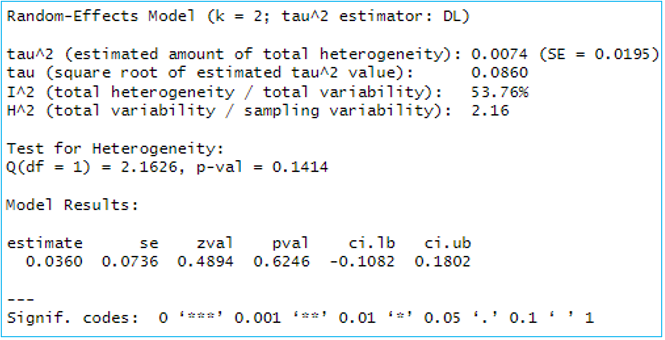 Random-Effects Model (k = 2; tau^2 estimator: DL)
tau^2 (estimated amount of total heterogeneity): 0.0074 (SE = 0.0195)
tau (square root of estimated tau^2 value): 0.0860
I^2 (total heterogeneity / total variability): 53.76%
H^2 (total variability / sampling variability): 2.16
Test for Heterogeneity:
Q(df = 1) = 2.1626, p-val = 0.1414
Model Results:
estimate se zval pval ci.lb ci.ub
0.0360 0.0736 0.4894 0.6246 -0.1082 0.1802
---
Signif. codes: 0 ‘***’ 0.001 ‘**’ 0.01 ‘*’ 0.05 ‘.’ 0.1 ‘ ’ 1